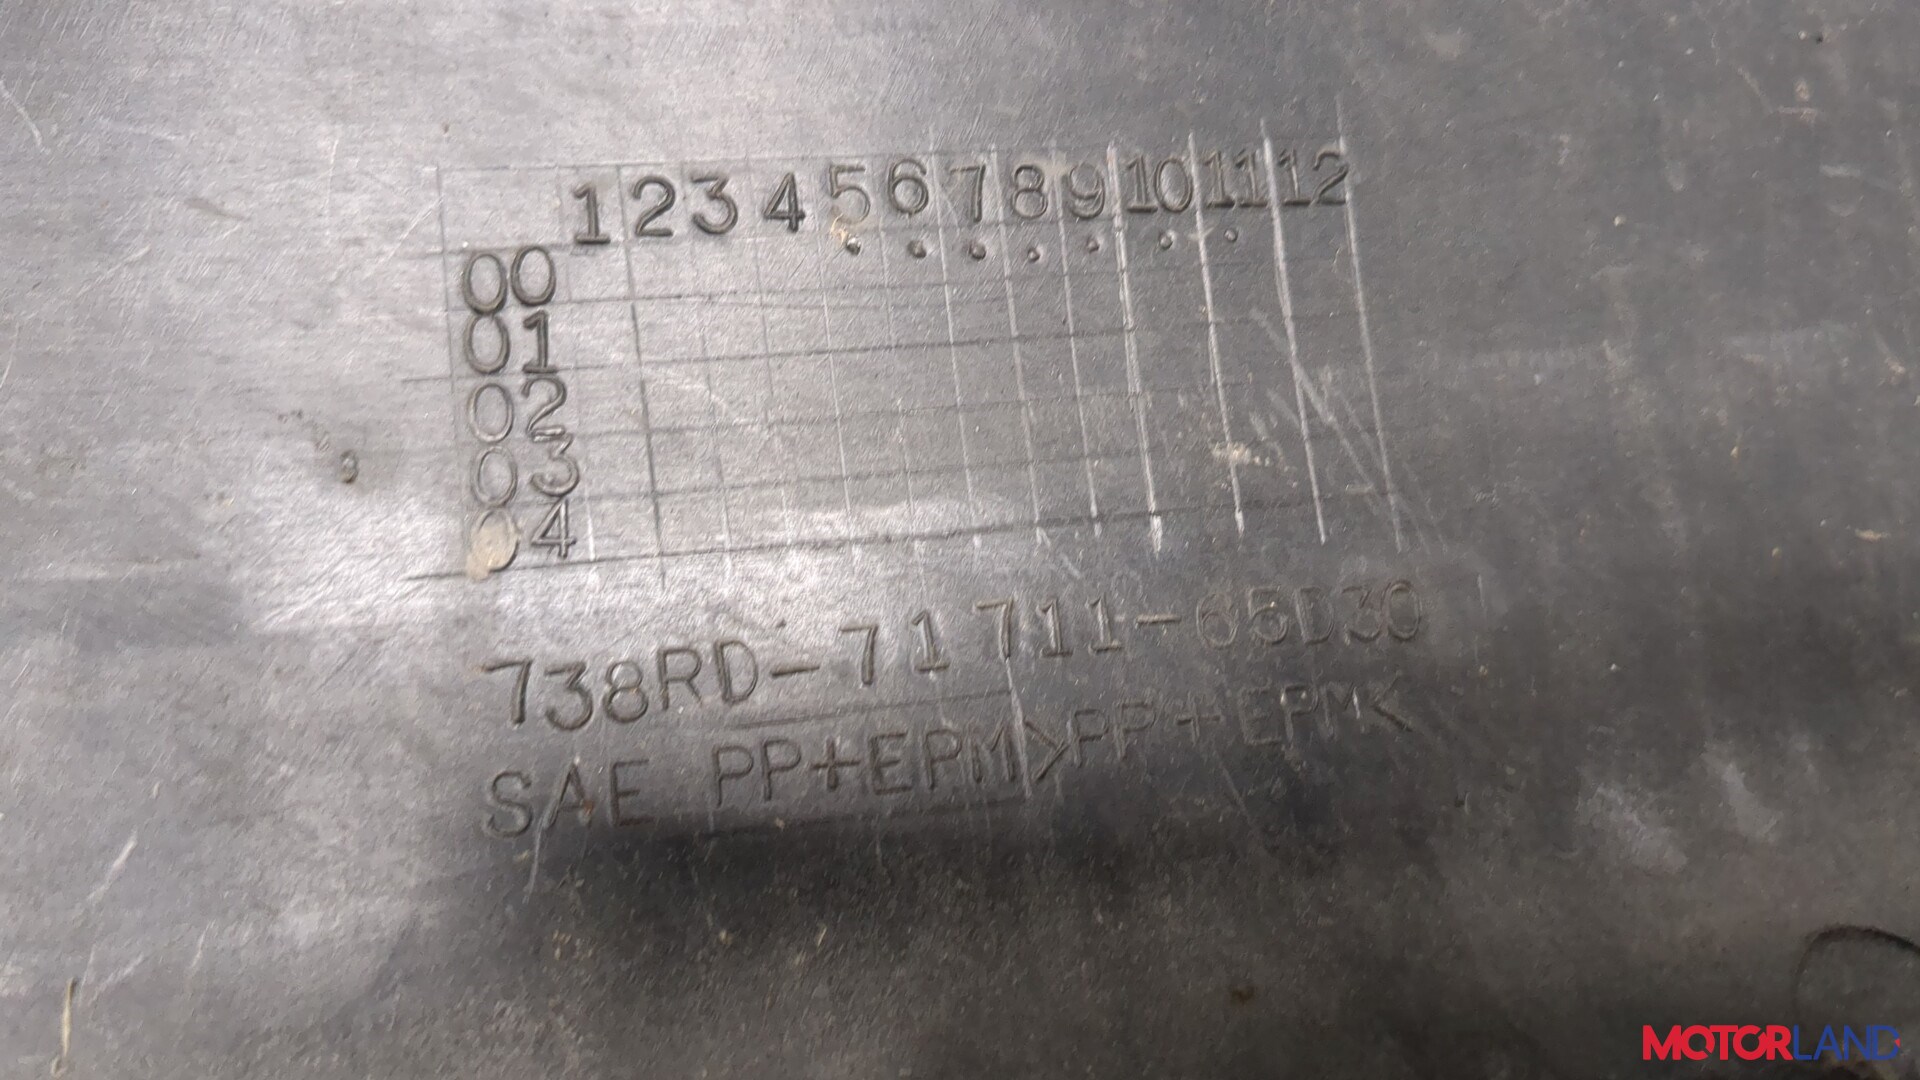 1 2 3 4 5 6 7 8 9 10 11 12
00
01
02
03
04
738RD-71711-65D30
SAE PP+EPM>PP+EPM<
MOTORLAND